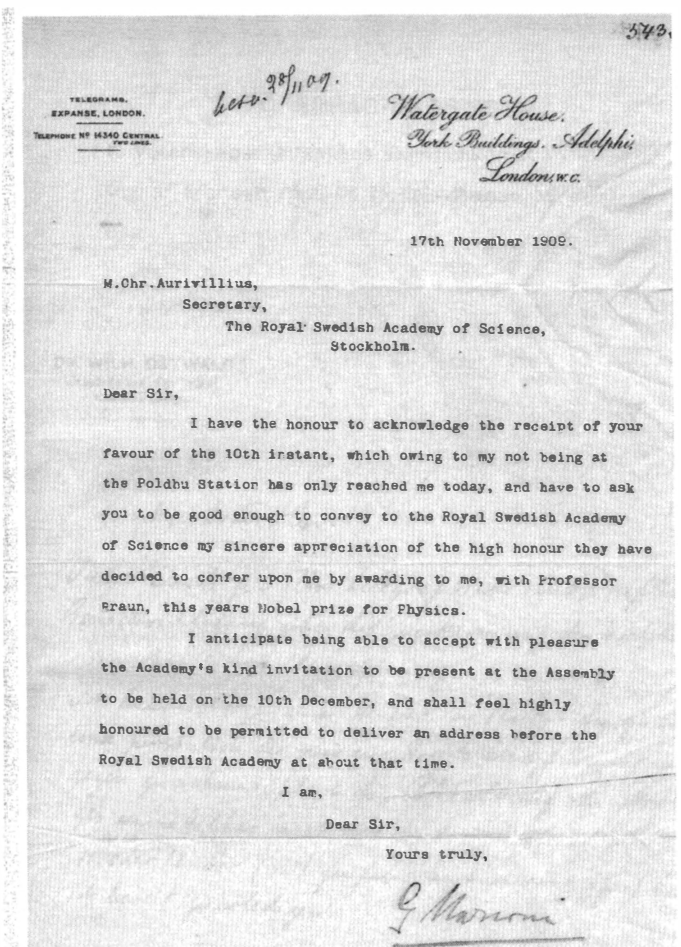 543.
besv. 28/11 09.
TELEGRAMS.
EXPANSE, LONDON.
TELEPHONE Nº 14340 CENTRAL.
TWO LINES.
Watergate House.
York Buildings. Adelphi.
London, W.C.
17th November 1909.
M.Chr.Aurivillius,
Secretary,
The Royal Swedish Academy of Science,
Stockholm.
Dear Sir,
I have the honour to acknowledge the receipt of your
favour of the 10th instant, which owing to my not being at
the Poldhu Station has only reached me today, and have to ask
you to be good enough to convey to the Royal Swedish Academy
of Science my sincere appreciation of the high honour they have
decided to confer upon me by awarding to me, with Professor
Braun, this years Nobel prize for Physics.
I anticipate being able to accept with pleasure
the Academy's kind invitation to be present at the Assembly
to be held on the 10th December, and shall feel highly
honoured to be permitted to deliver an address before the
Royal Swedish Academy at about that time.
I am,
Dear Sir,
Yours truly,
G Marconi